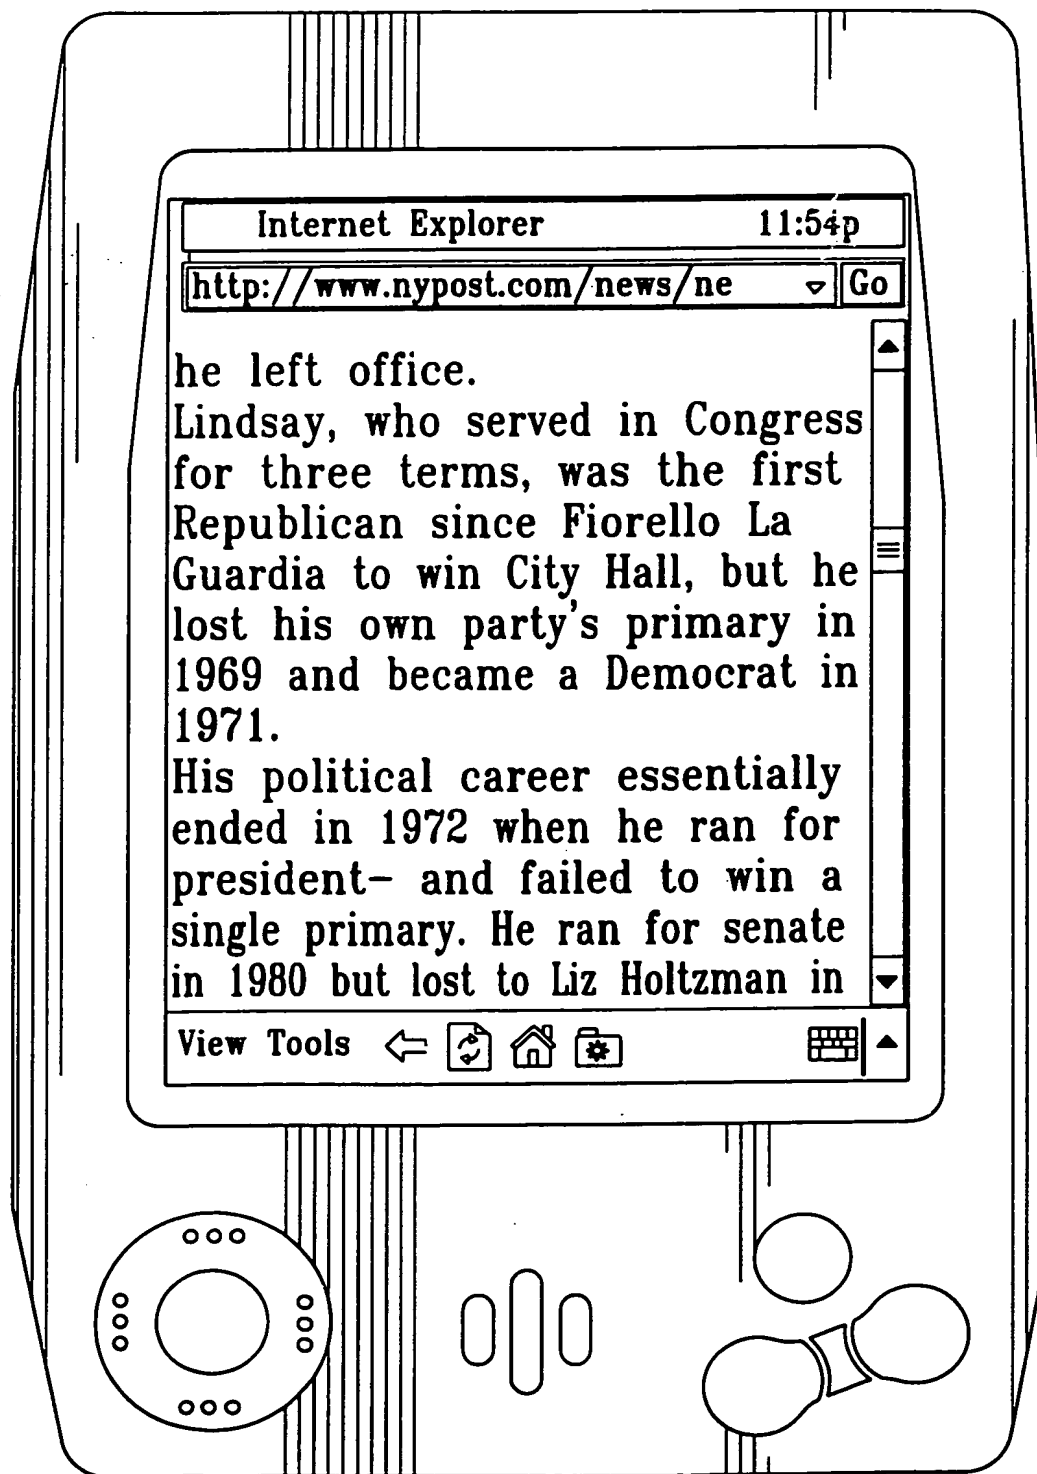 Internet Explorer 11:54p
http://www.nypost.com/news/ne Go
he left office.
Lindsay, who served in Congress
for three terms, was the first
Republican since Fiorello La
Guardia to win City Hall, but he
lost his own party's primary in
1969 and became a Democrat in
1971.
His political career essentially
ended in 1972 when he ran for
president– and failed to win a
single primary. He ran for senate
in 1980 but lost to Liz Holtzman in
View Tools